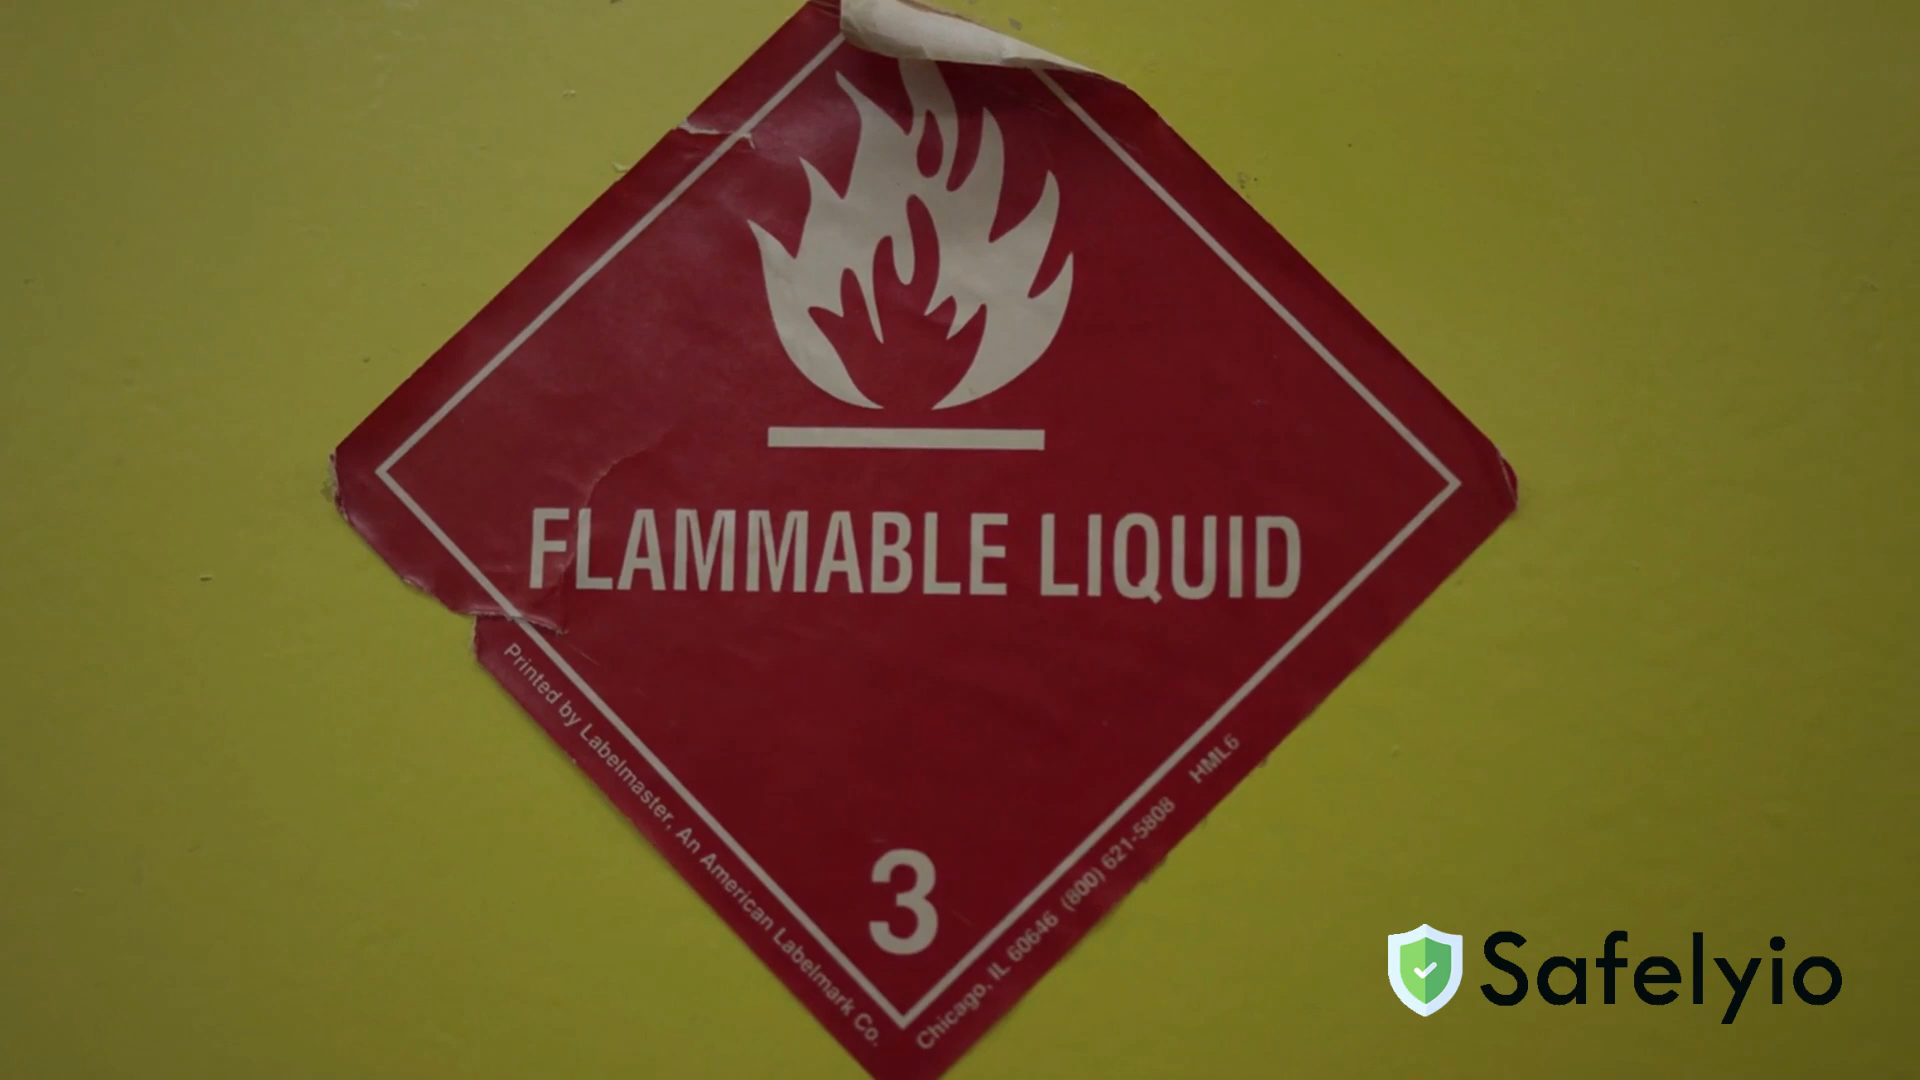 FLAMMABLE LIQUID
3
Printed by Labelmaster, An American Labelmark Co.
Chicago, IL 60646 (800) 621-5808 HML6
Safelyio